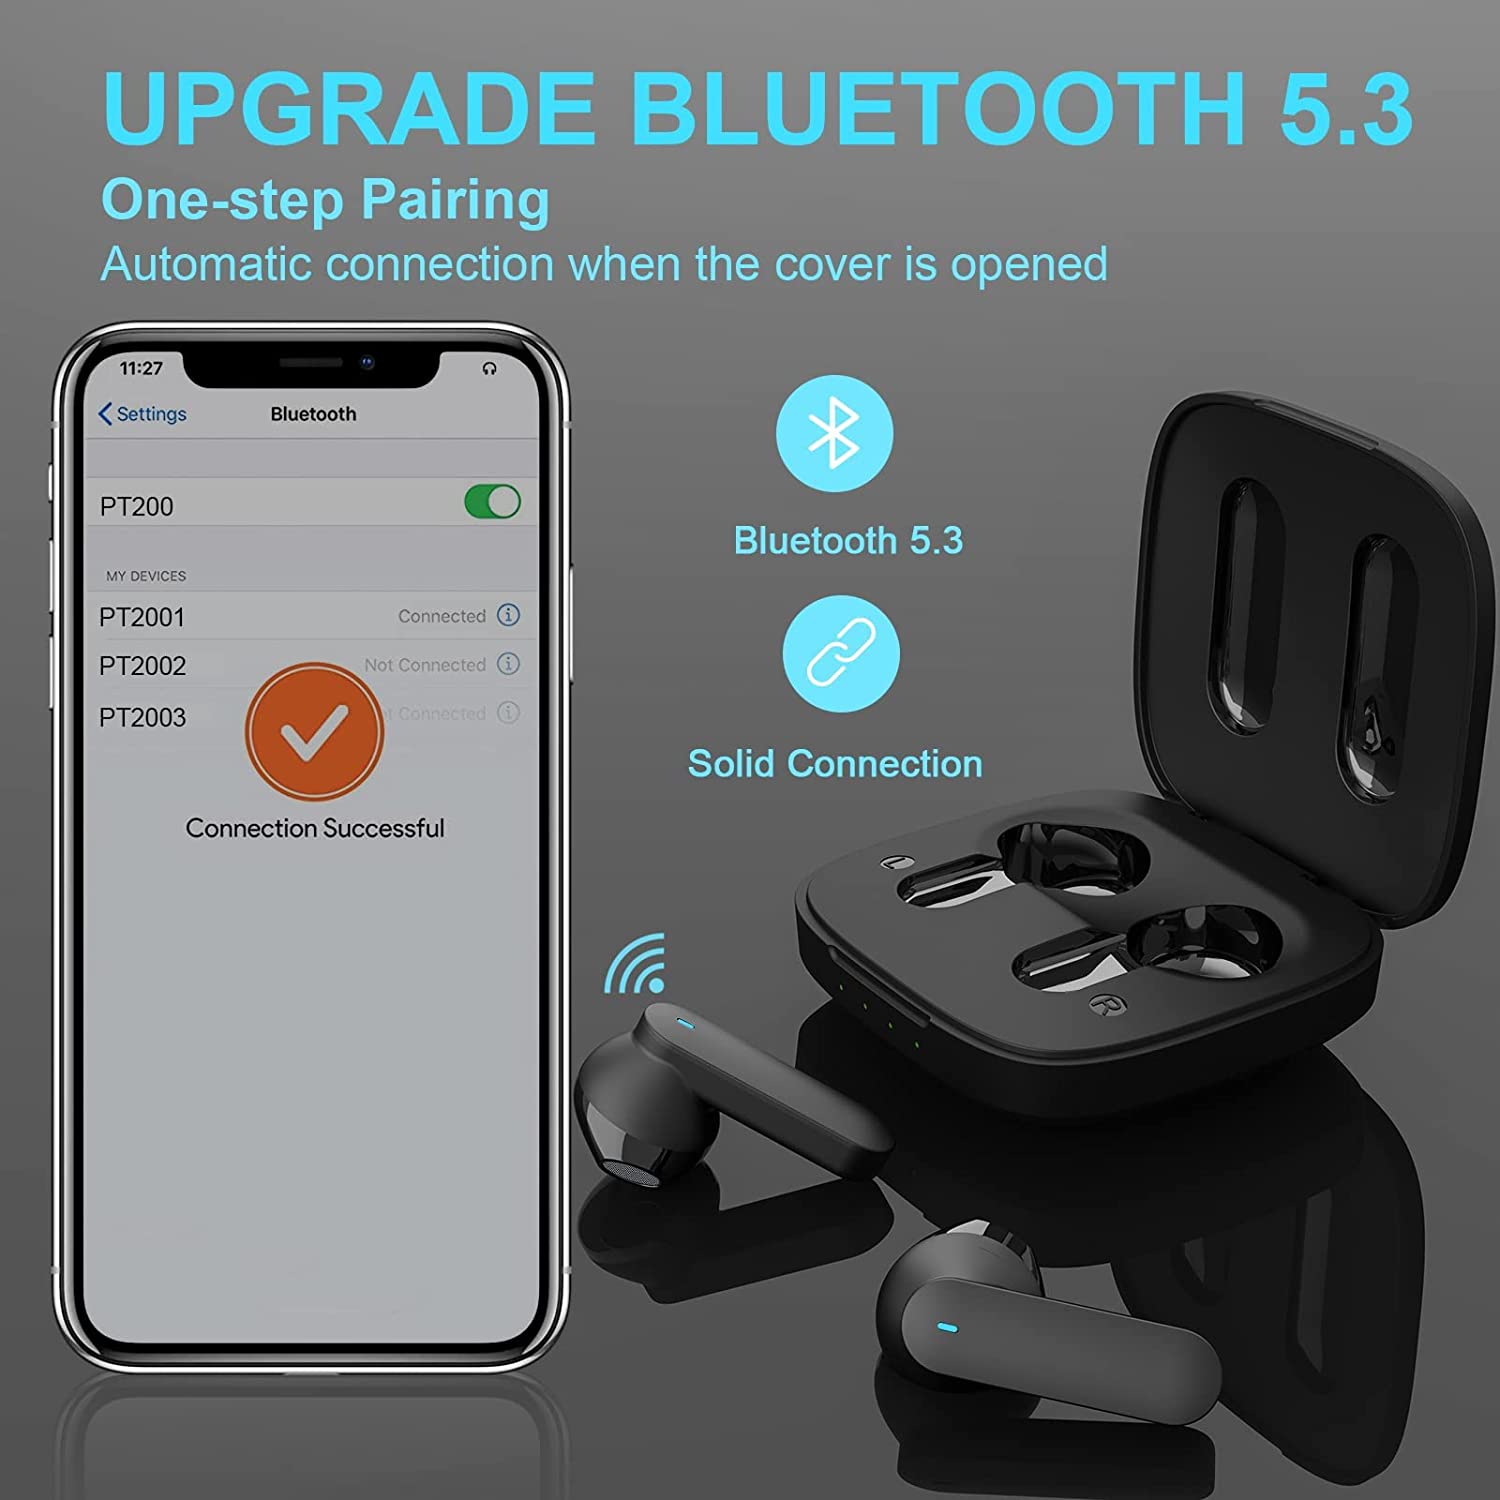 UPGRADE BLUETOOTH 5.3
One-step Pairing
Automatic connection when the cover is opened
11:27
Settings Bluetooth
PT200
MY DEVICES
PT2001 Connected
PT2002 Not Connected
PT2003 Connected
Connection Successful
Bluetooth 5.3
Solid Connection
L
R